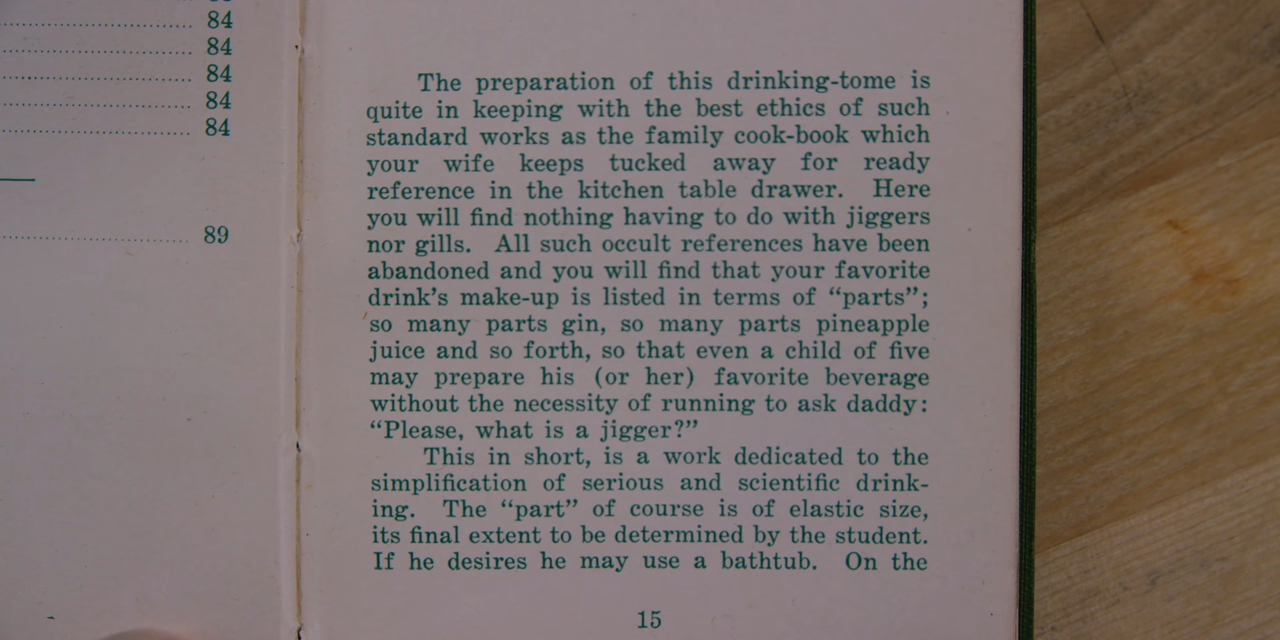 84
84
84
84
84
89
The preparation of this drinking-tome is
quite in keeping with the best ethics of such
standard works as the family cook-book which
your wife keeps tucked away for ready
reference in the kitchen table drawer. Here
you will find nothing having to do with jiggers
nor gills. All such occult references have been
abandoned and you will find that your favorite
drink's make-up is listed in terms of “parts”;
so many parts gin, so many parts pineapple
juice and so forth, so that even a child of five
may prepare his (or her) favorite beverage
without the necessity of running to ask daddy:
“Please, what is a jigger?”
This in short, is a work dedicated to the
simplification of serious and scientific drink-
ing. The “part” of course is of elastic size,
its final extent to be determined by the student.
If he desires he may use a bathtub. On the
15